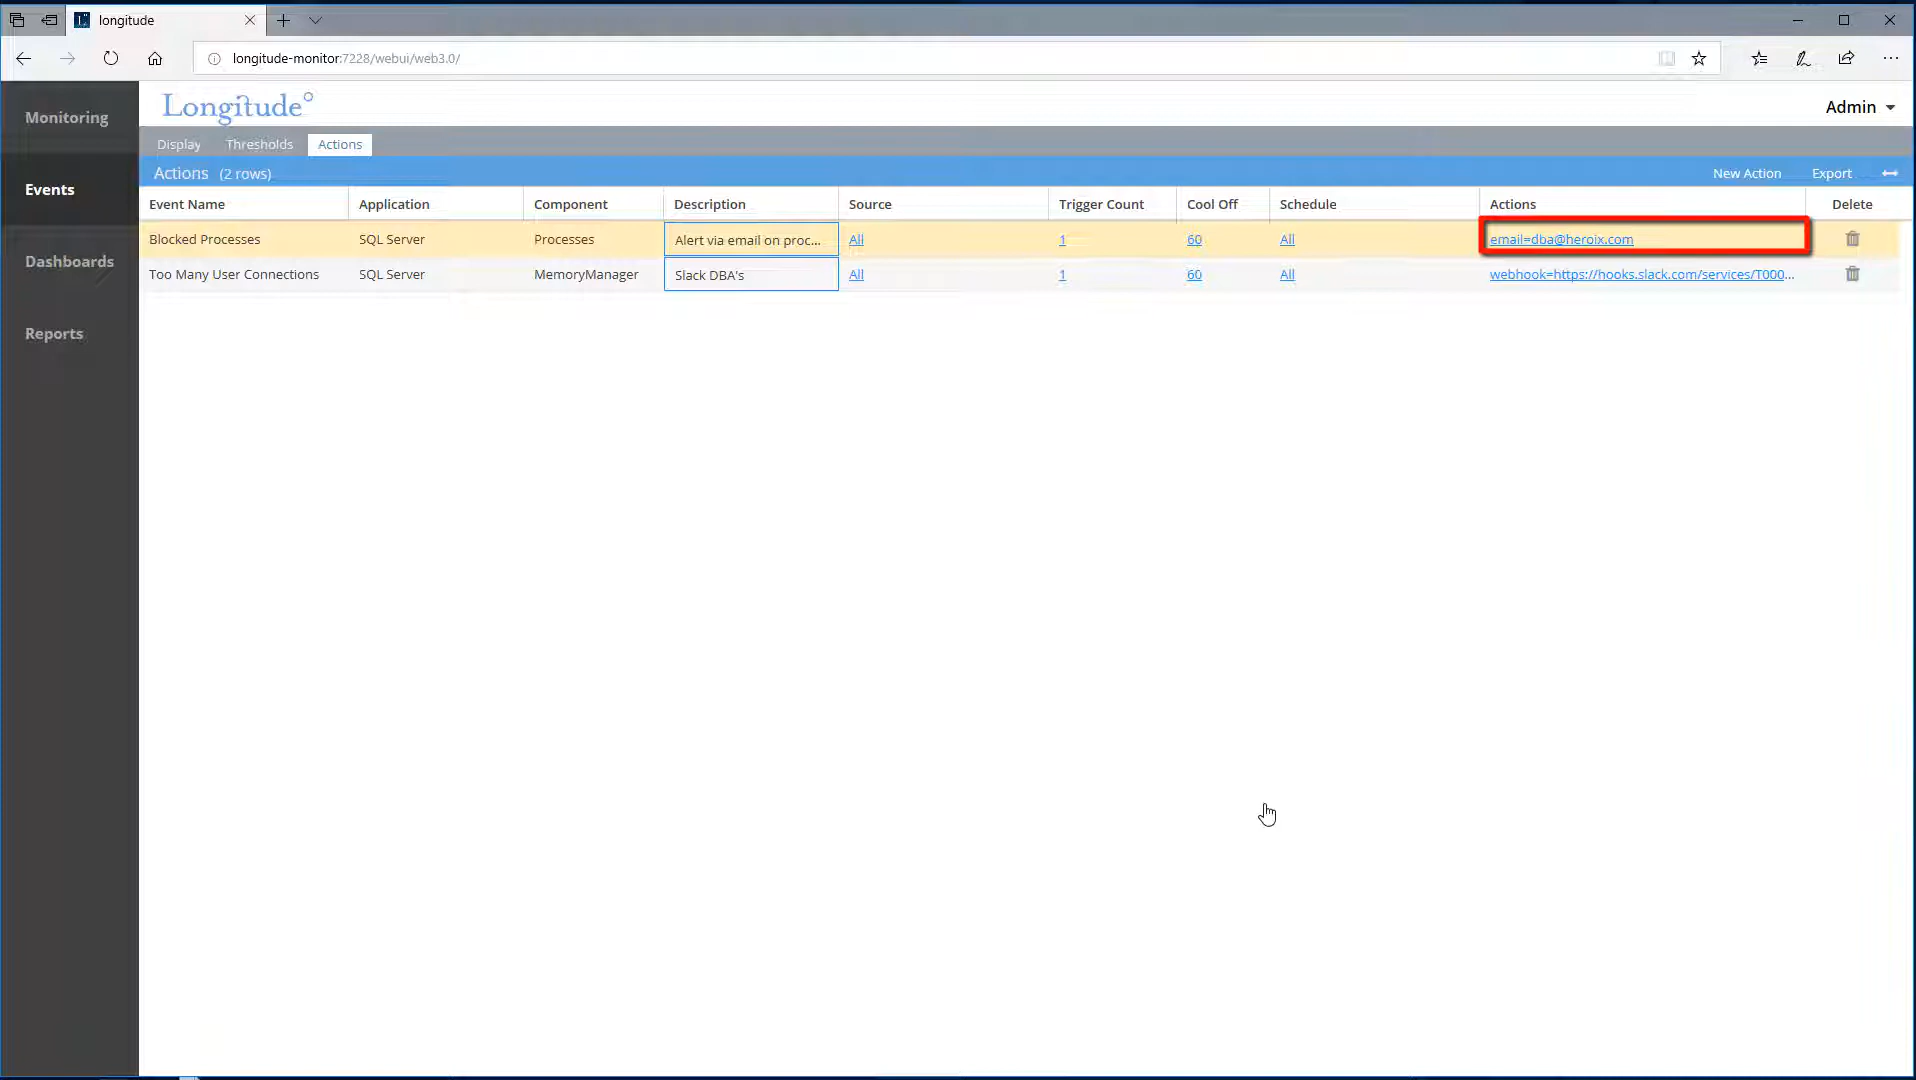 longitude
longitude-monitor:7228/webui/web3.0/
Longitude
Admin
Monitoring
Events
Dashboards
Reports
Display Thresholds Actions
Actions (2 rows) New Action Export
Event Name Application Component Description Source Trigger Count Cool Off Schedule Actions Delete
Blocked Processes SQL Server Processes Alert via email on proc... All 1 60 All email=dba@heroix.com
Too Many User Connections SQL Server MemoryManager Slack DBA's All 1 60 All webhook=https://hooks.slack.com/services/T000...